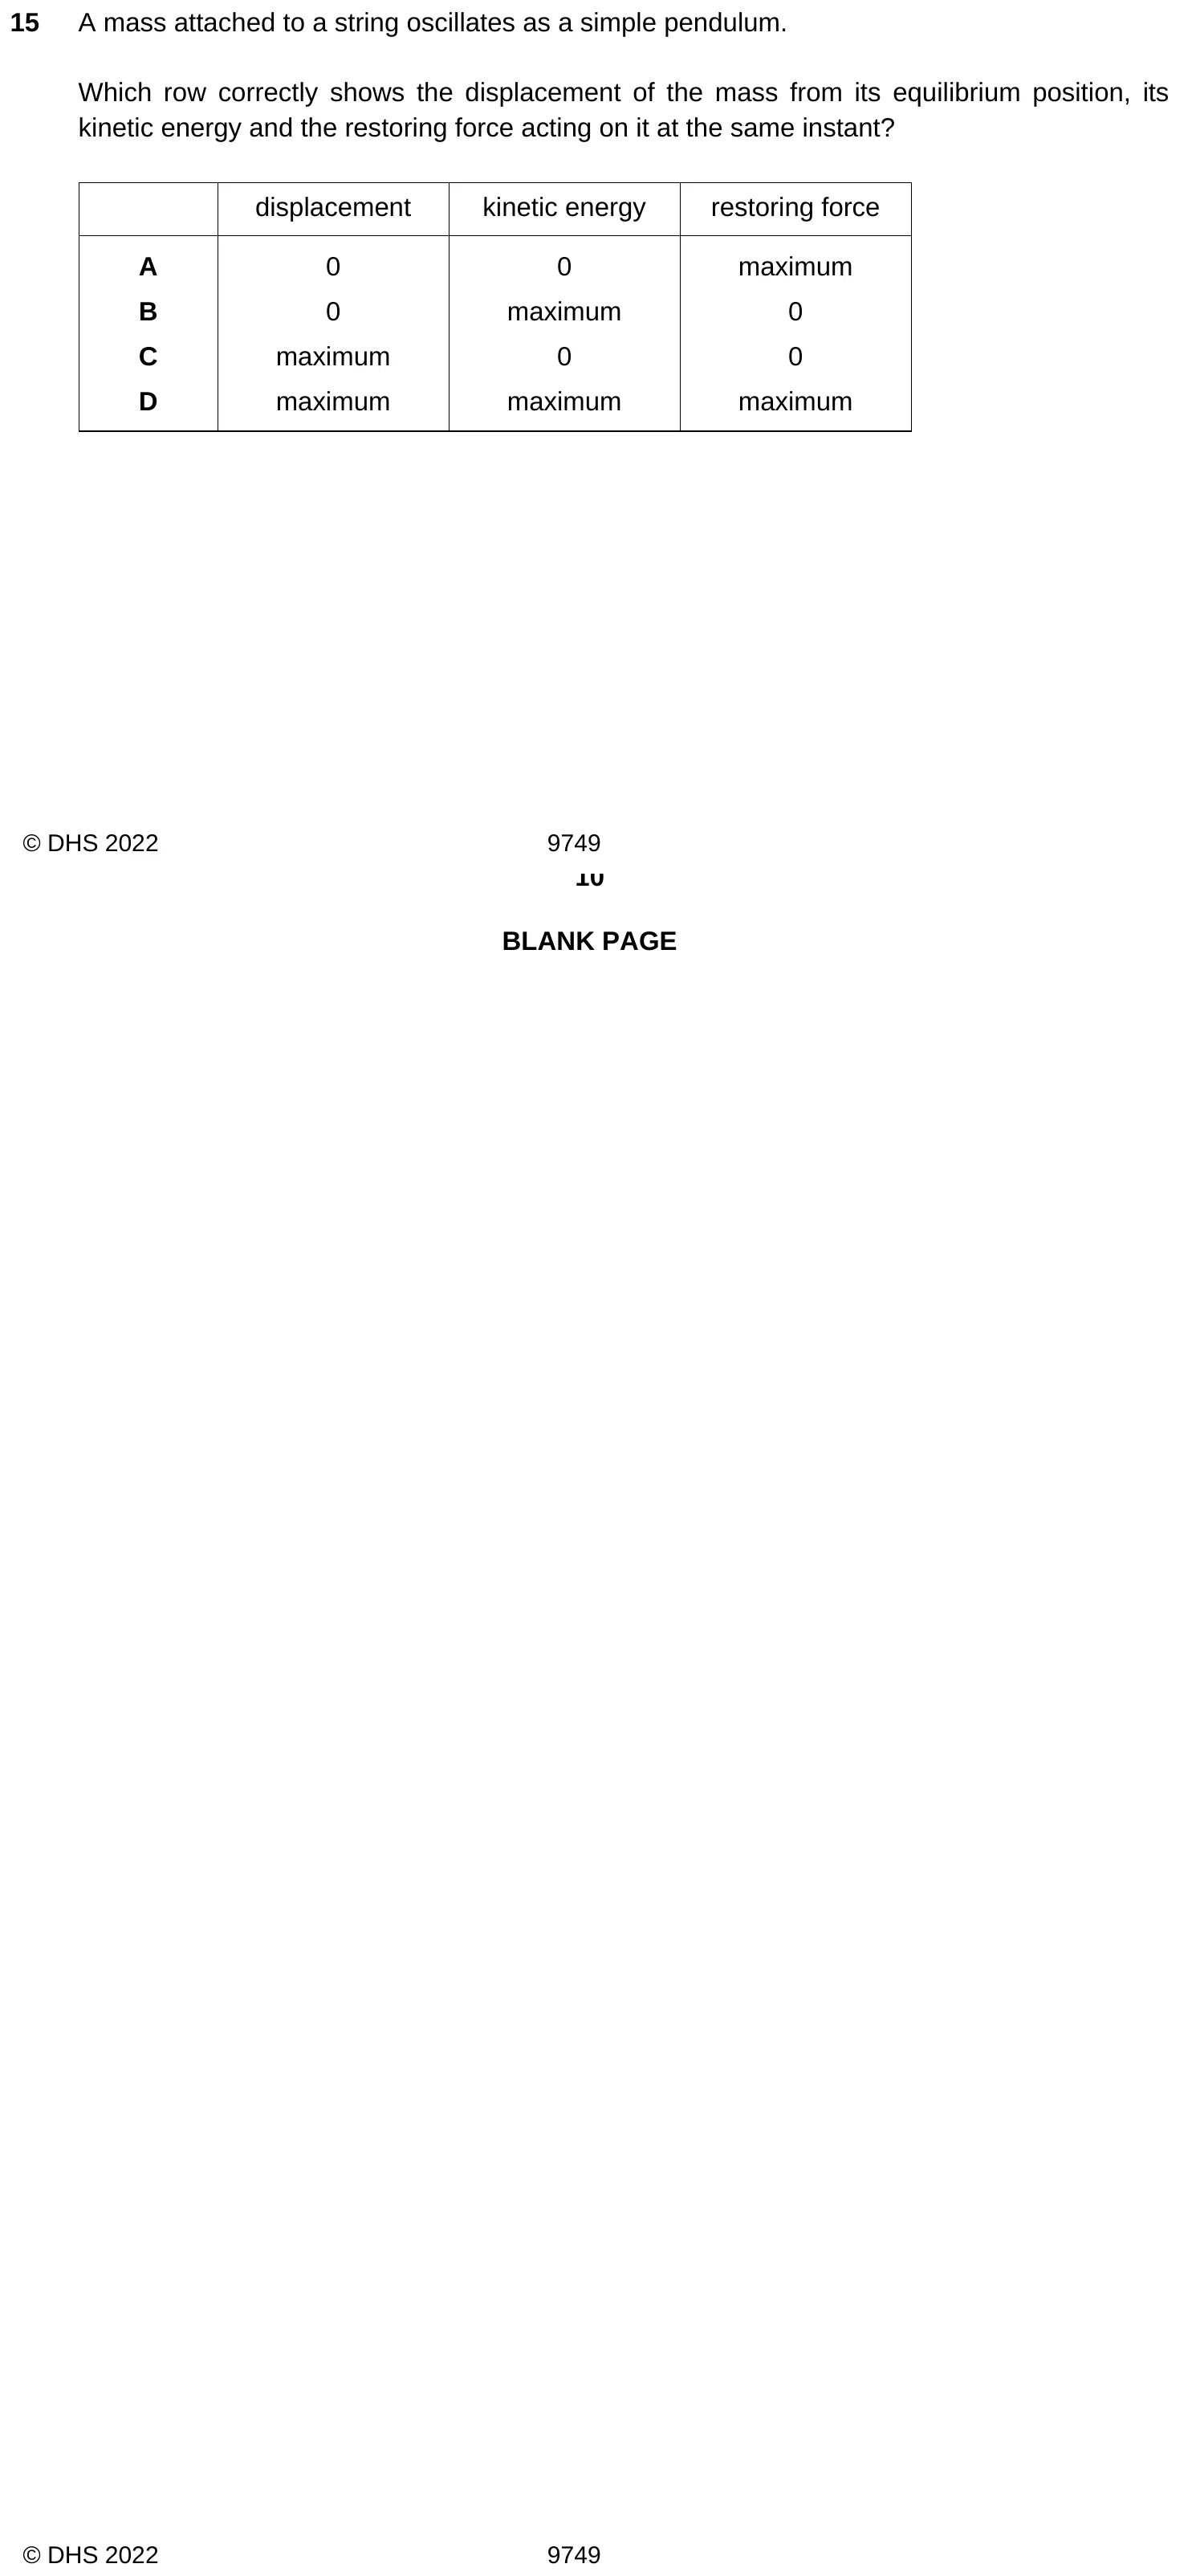 15 A mass attached to a string oscillates as a simple pendulum.
Which row correctly shows the displacement of the mass from its equilibrium position, its
kinetic energy and the restoring force acting on it at the same instant?
displacement kinetic energy restoring force
A 0 0 maximum
B 0 maximum 0
C maximum 0 0
D maximum maximum maximum
© DHS 2022 9749
10
BLANK PAGE
© DHS 2022 9749